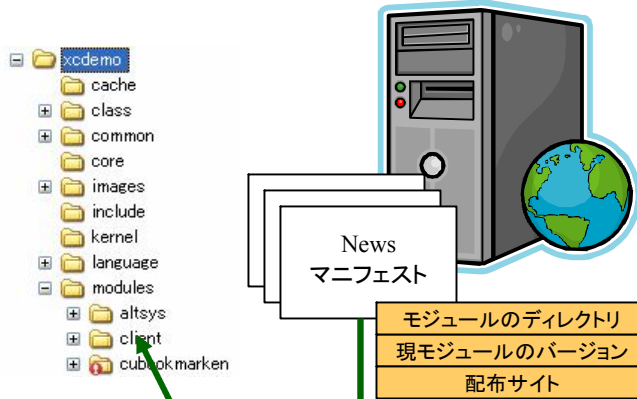 xcdemo
cache
class
common
core
images
include
kernel
language
modules
altsys
client
cubookmarken
News
マニフェスト
モジュールのディレクトリ
現モジュールのバージョン
配布サイト